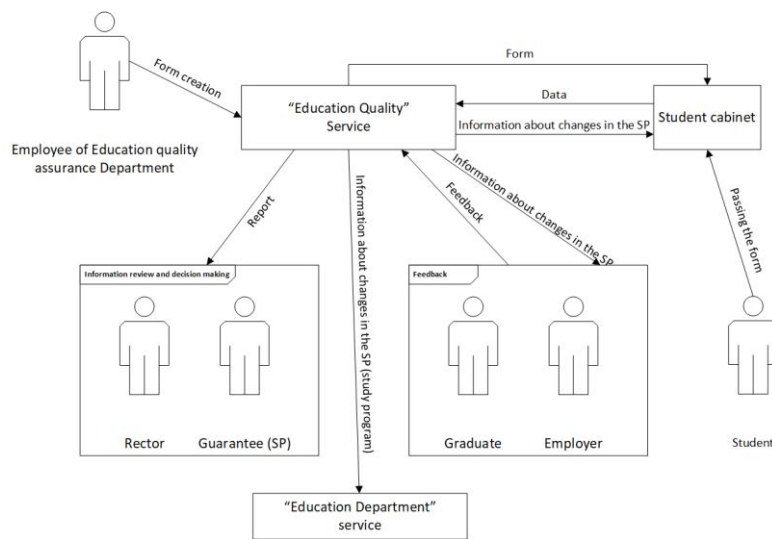 Form creation
Form
"Education Quality"
Service
Data
Student cabinet
Information about changes in the SP
Employee of Education quality
assurance Department
Report
Information about changes in the SP (study program)
Feedback
Information about changes in the SP
Passing the form
Information review and decision making
Feedback
Rector
Guarantee (SP)
Graduate
Employer
Student
"Education Department"
service